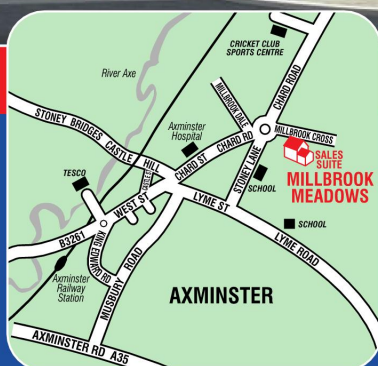 CRICKET CLUB
SPORTS CENTRE
River Axe
CHARD ROAD
MILLBROOK DALE
STONEY BRIDGES
CASTLE HILL
Axminster
Hospital
CHARD RD
CHARD ST
MILLBROOK CROSS
SALES
SUITE
MILLBROOK
MEADOWS
STONEY LANE
SCHOOL
TESCO
WEST ST
LYME ST
SCHOOL
B3261
KING EDWARD RD
LYME ROAD
MUSBURY ROAD
Axminster
Railway
Station
AXMINSTER
AXMINSTER RD A35